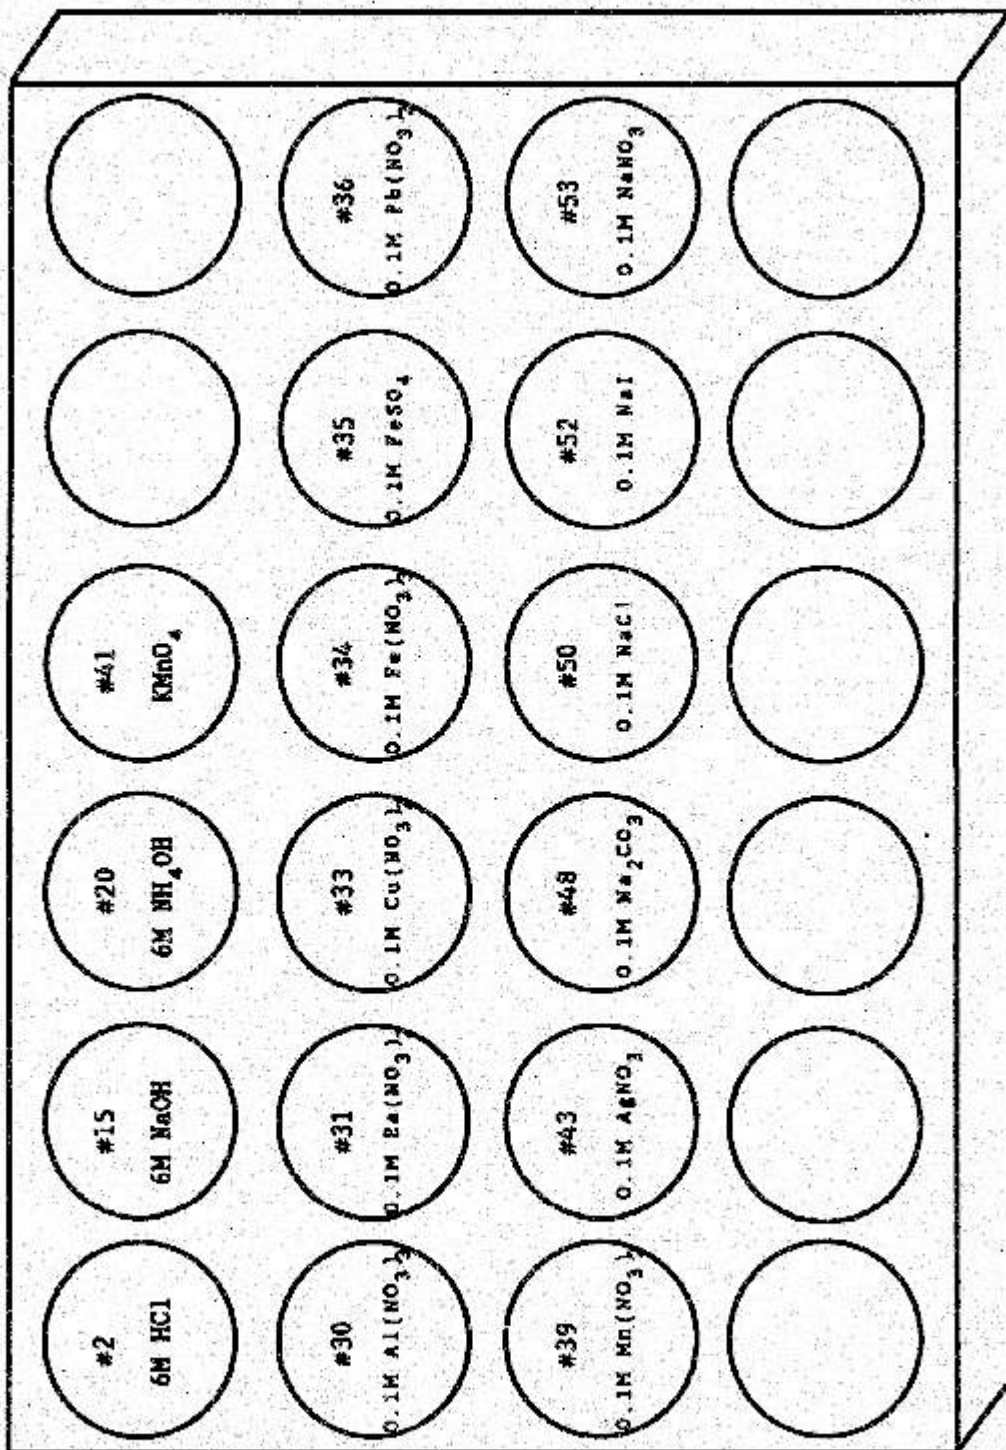 #2
6M HCl
#15
6M NaOH
#20
6M NH₄OH
#41
KMnO₄
#30
0.1M Al(NO₃)₃
#31
0.1M Ba(NO₃)₂
#33
0.1M Cu(NO₃)₂
#34
0.1M Fe(NO₃)₃
#35
0.1M FeSO₄
#36
0.1M Pb(NO₃)₂
#39
0.1M Mn(NO₃)₂
#43
0.1M AgNO₃
#48
0.1M Na₂CO₃
#50
0.1M NaCl
#52
0.1M NaI
#53
0.1M NaNO₃